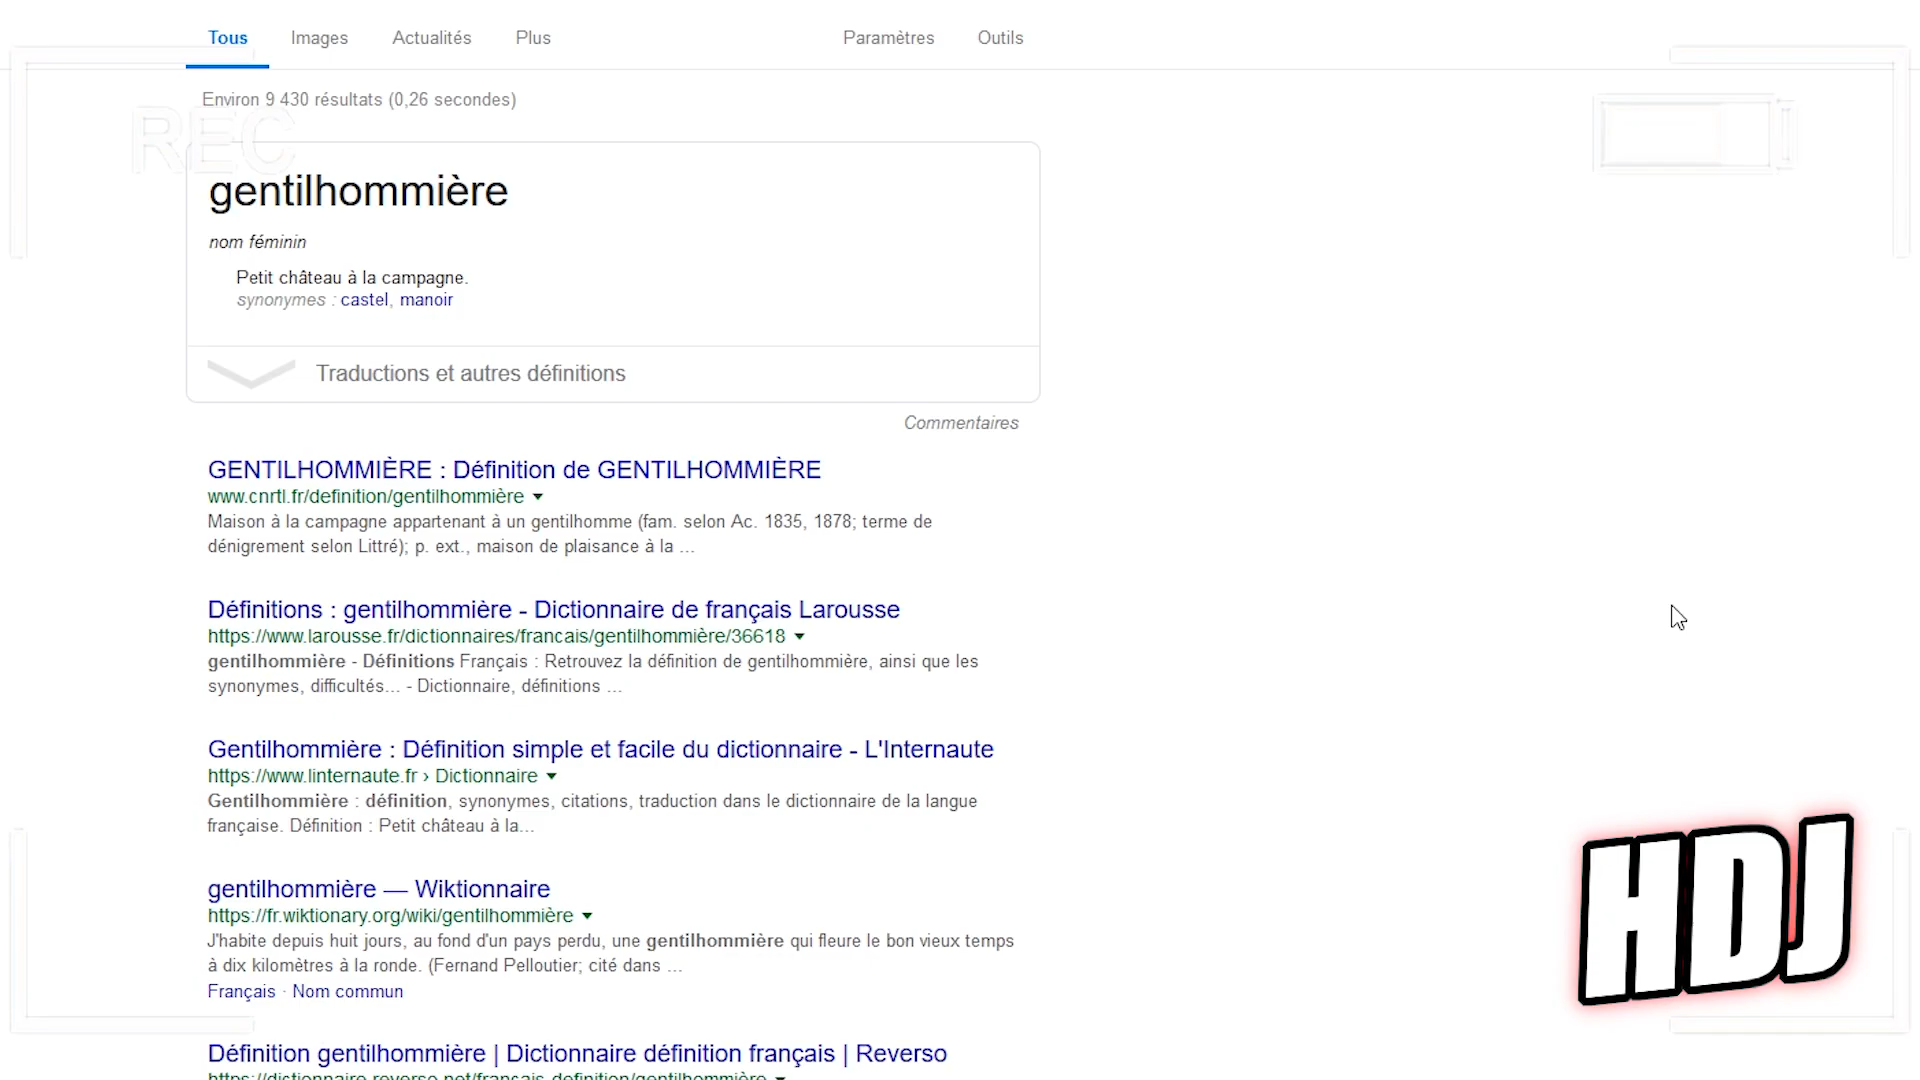 Tous Images Actualités Plus Paramètres Outils
Environ 9 430 résultats (0,26 secondes)
REC
gentilhommière
nom féminin
Petit château à la campagne.
synonymes : castel, manoir
Traductions et autres définitions
Commentaires
GENTILHOMMIÈRE : Définition de GENTILHOMMIÈRE
www.cnrtl.fr/definition/gentilhommière
Maison à la campagne appartenant à un gentilhomme (fam. selon Ac. 1835, 1878; terme de
dénigrement selon Littré); p. ext., maison de plaisance à la ...
Définitions : gentilhommière - Dictionnaire de français Larousse
https://www.larousse.fr/dictionnaires/francais/gentilhommière/36618
gentilhommière - Définitions Français : Retrouvez la définition de gentilhommière, ainsi que les
synonymes, difficultés... - Dictionnaire, définitions ...
Gentilhommière : Définition simple et facile du dictionnaire - L'Internaute
https://www.linternaute.fr › Dictionnaire
Gentilhommière : définition, synonymes, citations, traduction dans le dictionnaire de la langue
française. Définition : Petit château à la...
gentilhommière — Wiktionnaire
https://fr.wiktionary.org/wiki/gentilhommière
J'habite depuis huit jours, au fond d'un pays perdu, une gentilhommière qui fleure le bon vieux temps
à dix kilomètres à la ronde. (Fernand Pelloutier; cité dans ...
Français · Nom commun
HDJ
Définition gentilhommière | Dictionnaire définition français | Reverso
https://dictionnaire.reverso.net/francais-definition/gentilhommière